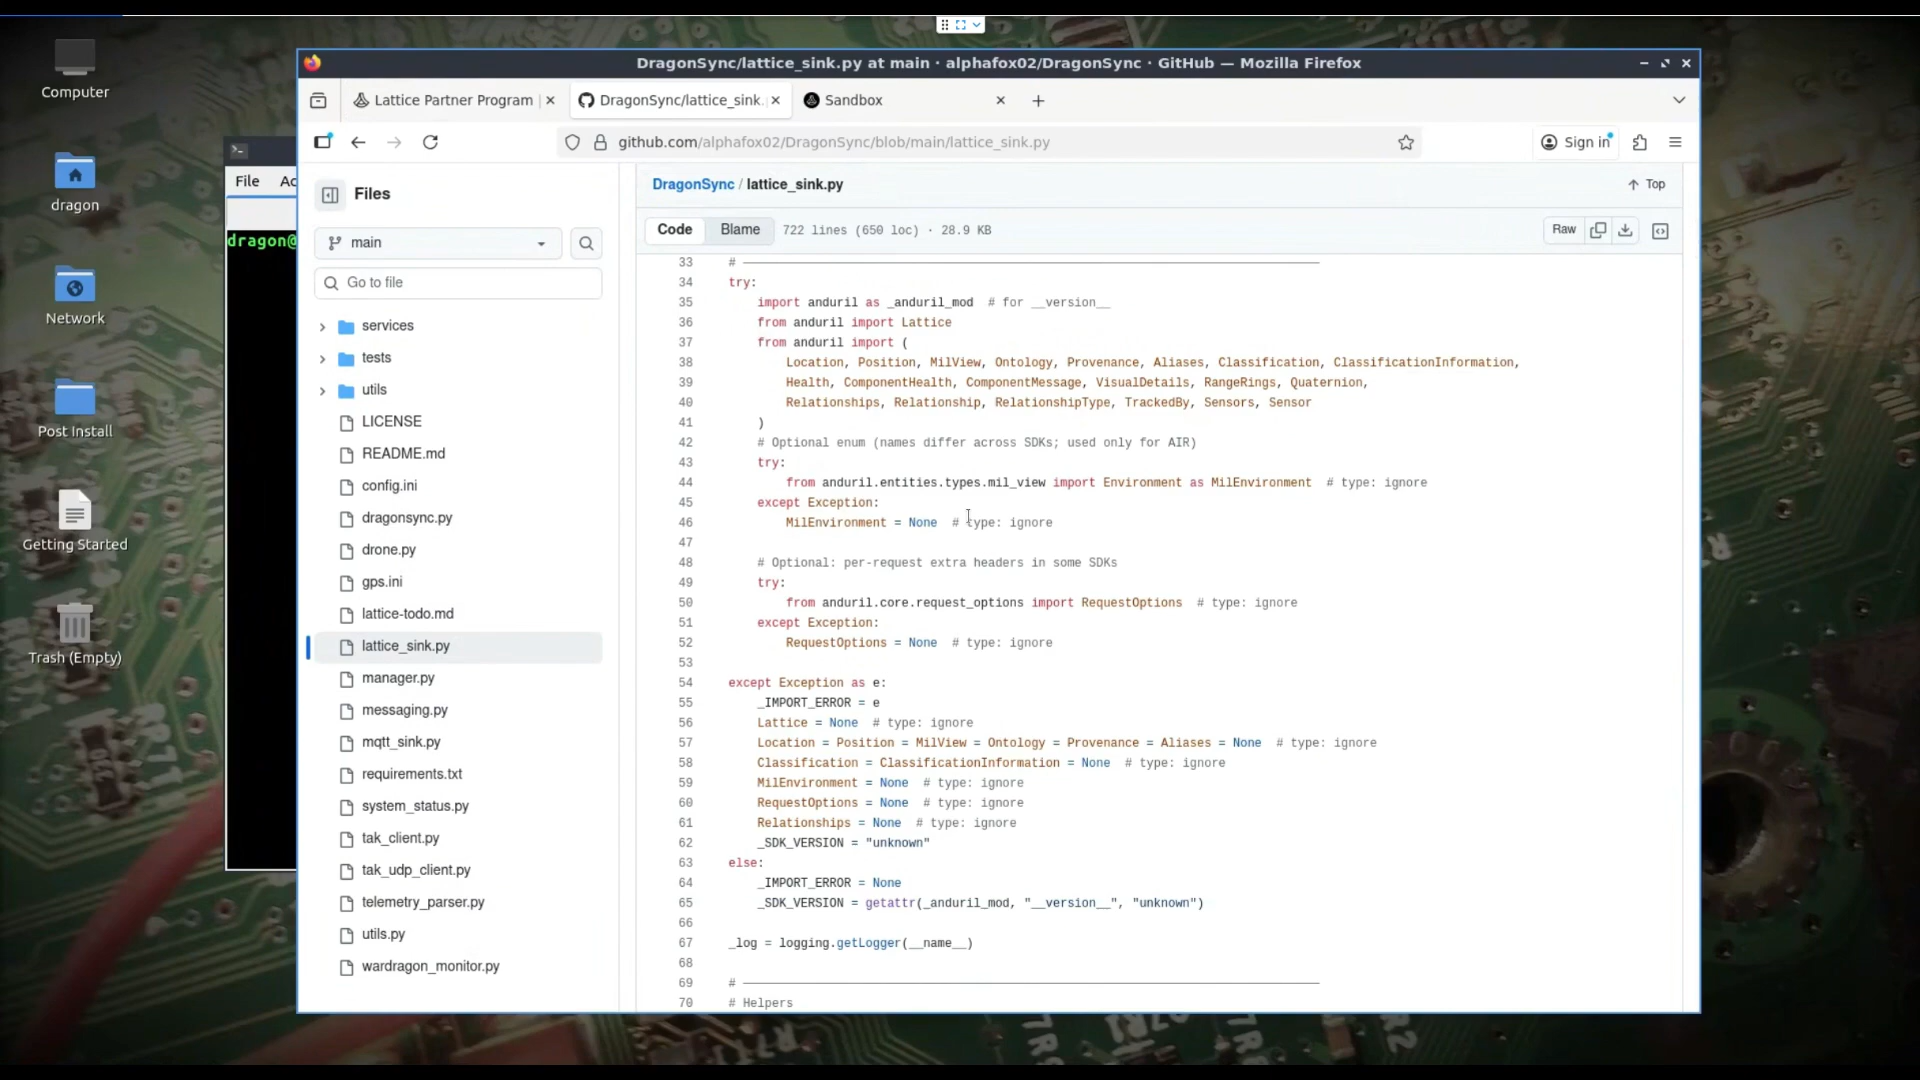 DragonSync/lattice_sink.py at main · alphafox02/DragonSync · GitHub — Mozilla Firefox
Lattice Partner Program
DragonSync/lattice_sink.
Sandbox
github.com/alphafox02/DragonSync/blob/main/lattice_sink.py
Sign in
Computer
dragon
Network
Post Install
Getting Started
Trash (Empty)
File
Ac
dragon@
Files
main
Go to file
services
tests
utils
LICENSE
README.md
config.ini
dragonsync.py
drone.py
gps.ini
lattice-todo.md
lattice_sink.py
manager.py
messaging.py
mqtt_sink.py
requirements.txt
system_status.py
tak_client.py
tak_udp_client.py
telemetry_parser.py
utils.py
wardragon_monitor.py
DragonSync / lattice_sink.py
Top
Code
Blame
722 lines (650 loc) · 28.9 KB
Raw
33 # ────────────────────────────────────────
34 try:
35     import anduril as _anduril_mod  # for __version__
36     from anduril import Lattice
37     from anduril import (
38         Location, Position, MilView, Ontology, Provenance, Aliases, Classification, ClassificationInformation,
39         Health, ComponentHealth, ComponentMessage, VisualDetails, RangeRings, Quaternion,
40         Relationships, Relationship, RelationshipType, TrackedBy, Sensors, Sensor
41     )
42     # Optional enum (names differ across SDKs; used only for AIR)
43     try:
44         from anduril.entities.types.mil_view import Environment as MilEnvironment  # type: ignore
45     except Exception:
46         MilEnvironment = None  # type: ignore
47
48     # Optional: per-request extra headers in some SDKs
49     try:
50         from anduril.core.request_options import RequestOptions  # type: ignore
51     except Exception:
52         RequestOptions = None  # type: ignore
53
54 except Exception as e:
55     _IMPORT_ERROR = e
56     Lattice = None  # type: ignore
57     Location = Position = MilView = Ontology = Provenance = Aliases = None  # type: ignore
58     Classification = ClassificationInformation = None  # type: ignore
59     MilEnvironment = None  # type: ignore
60     RequestOptions = None  # type: ignore
61     Relationships = None  # type: ignore
62     _SDK_VERSION = "unknown"
63 else:
64     _IMPORT_ERROR = None
65     _SDK_VERSION = getattr(_anduril_mod, "__version__", "unknown")
66
67 _log = logging.getLogger(__name__)
68
69 # ────────────────────────────────────────
70 # Helpers